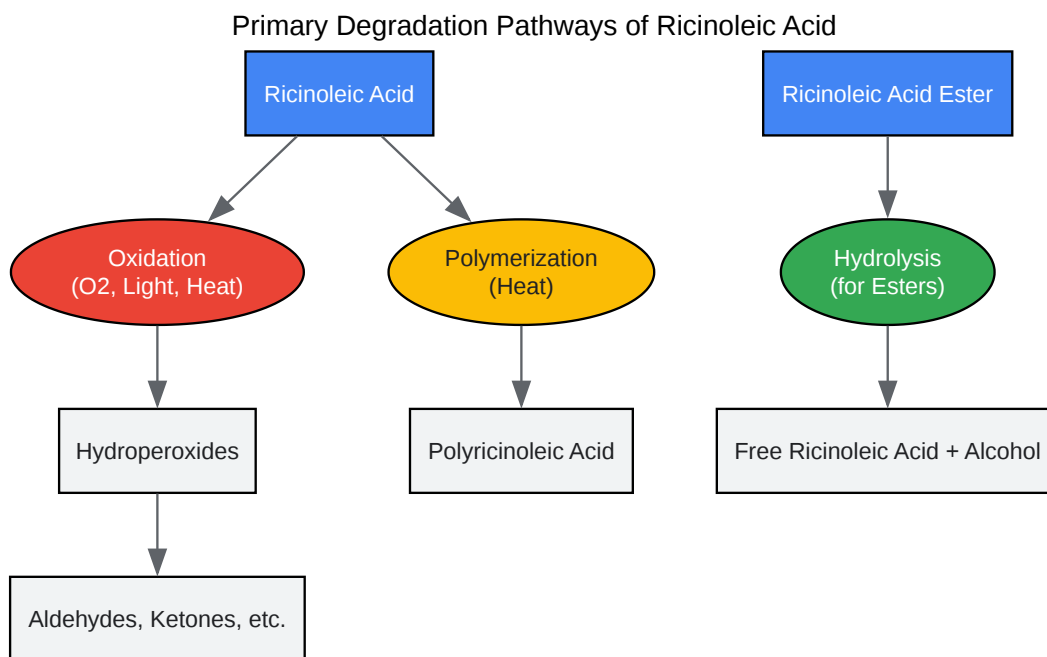 Primary Degradation Pathways of Ricinoleic Acid
Ricinoleic Acid
Ricinoleic Acid Ester
Oxidation
(O2, Light, Heat)
Polymerization
(Heat)
Hydrolysis
(for Esters)
Hydroperoxides
Polyricinoleic Acid
Free Ricinoleic Acid + Alcohol
Aldehydes, Ketones, etc.